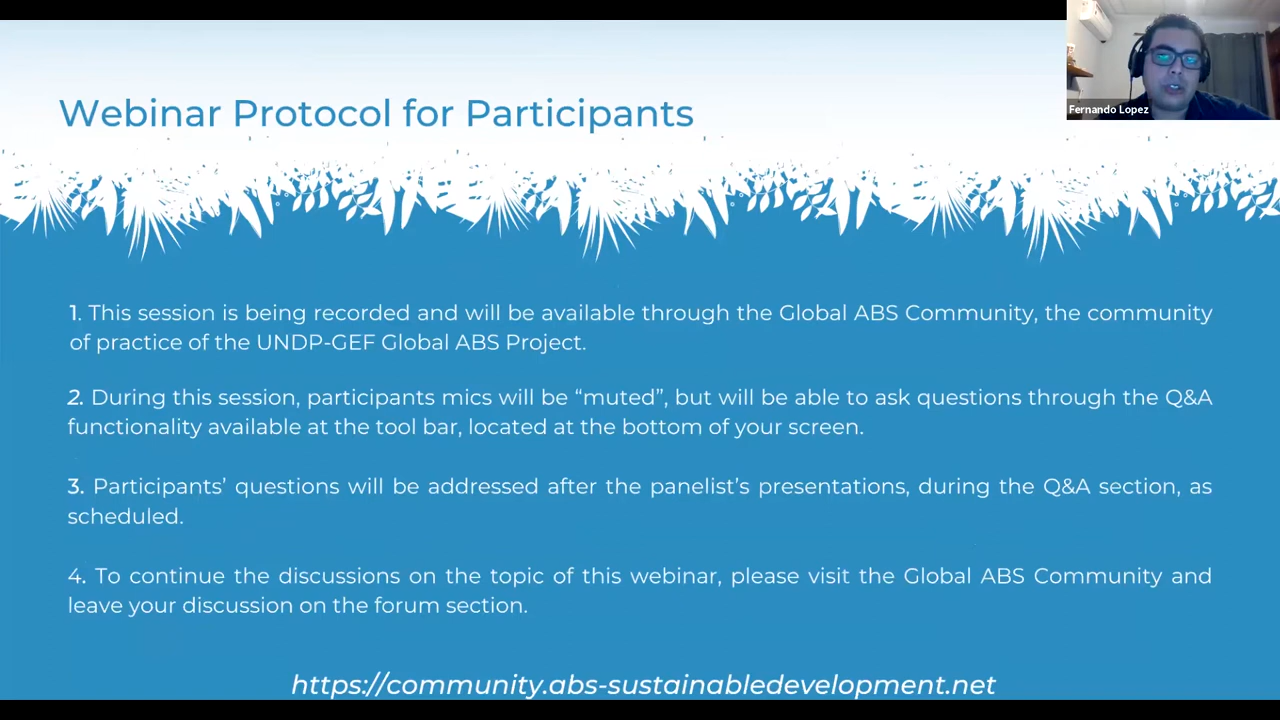 Webinar Protocol for Participants
Fernando Lopez
1. This session is being recorded and will be available through the Global ABS Community, the community
of practice of the UNDP-GEF Global ABS Project.
2. During this session, participants mics will be “muted”, but will be able to ask questions through the Q&A
functionality available at the tool bar, located at the bottom of your screen.
3. Participants’ questions will be addressed after the panelist’s presentations, during the Q&A section, as
scheduled.
4. To continue the discussions on the topic of this webinar, please visit the Global ABS Community and
leave your discussion on the forum section.
https://community.abs-sustainabledevelopment.net